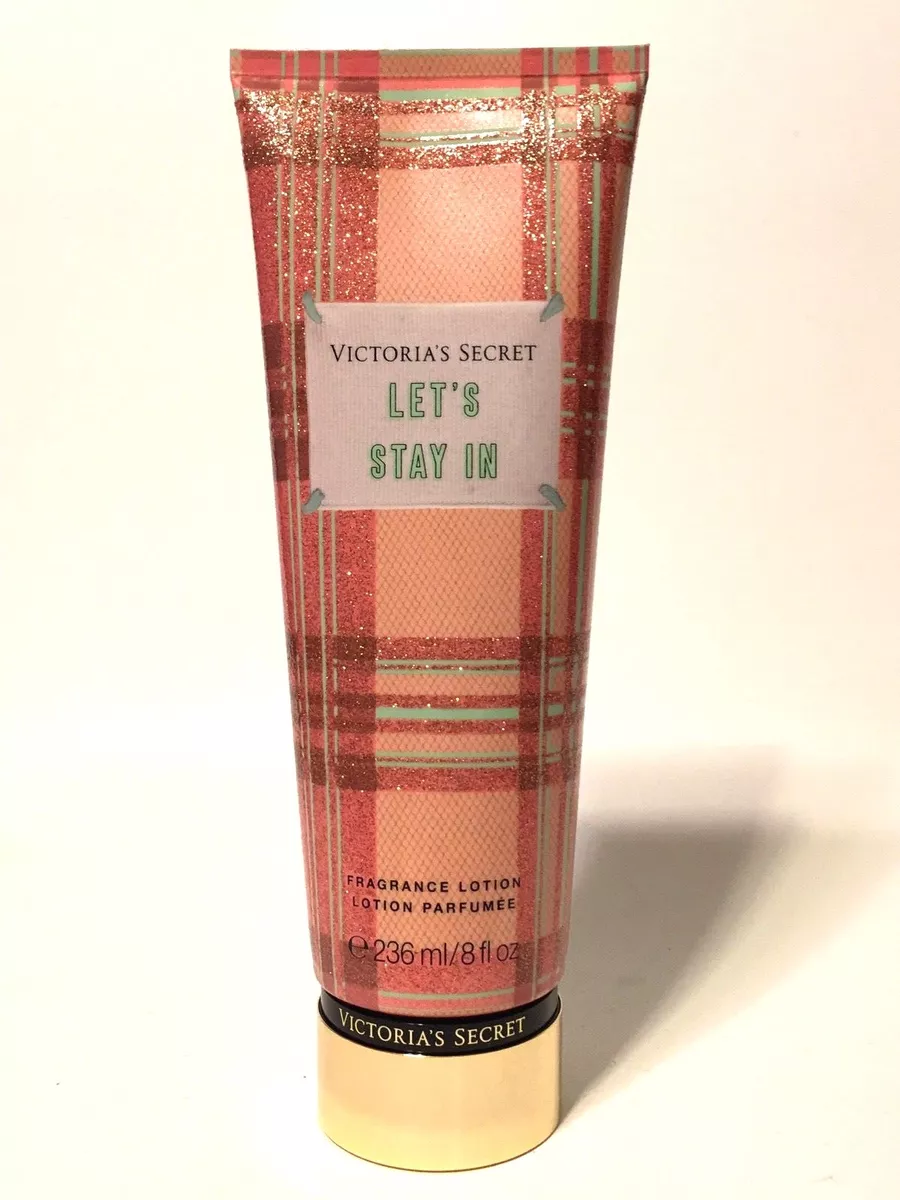 VICTORIA'S SECRET
LET'S
STAY IN
FRAGRANCE LOTION
LOTION PARFUMÉE
℮ 236 ml/8 fl oz
VICTORIA'S SECRET